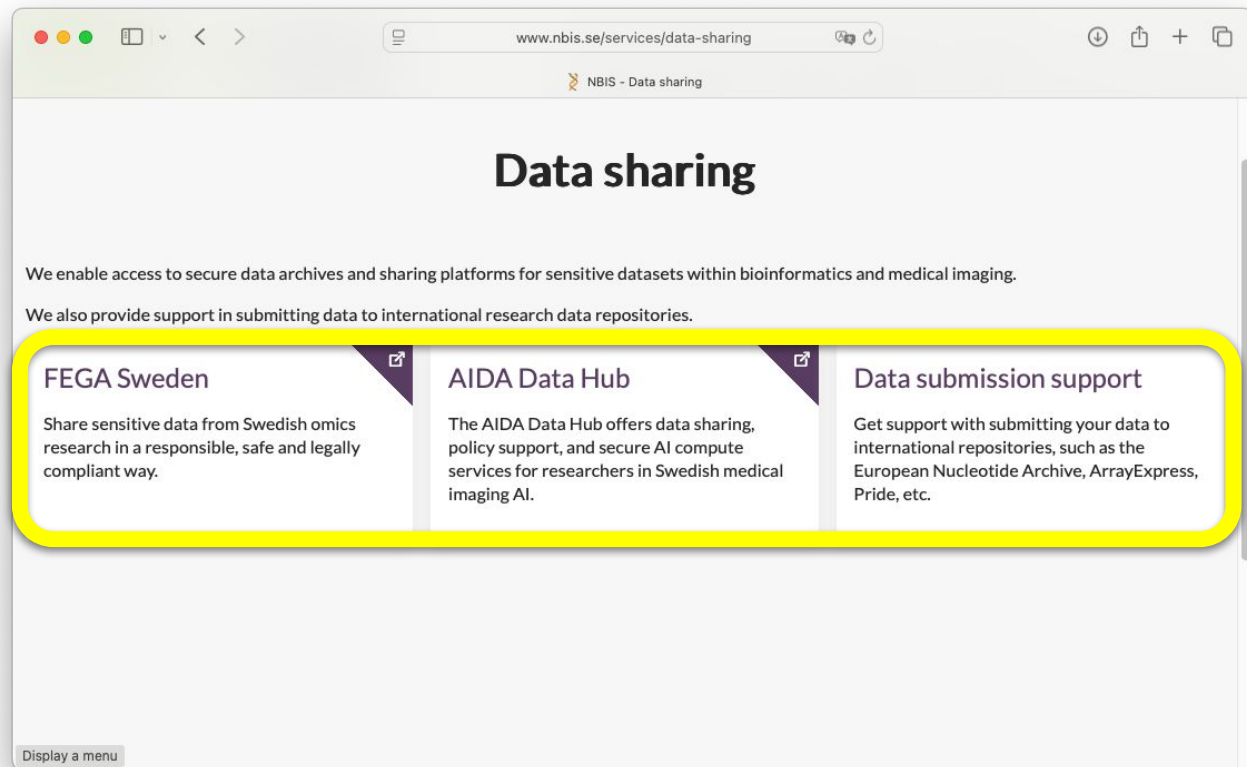 www.nbis.se/services/data-sharing
NBIS - Data sharing
Data sharing
We enable access to secure data archives and sharing platforms for sensitive datasets within bioinformatics and medical imaging.
We also provide support in submitting data to international research data repositories.
FEGA Sweden
Share sensitive data from Swedish omics
research in a responsible, safe and legally
compliant way.
AIDA Data Hub
The AIDA Data Hub offers data sharing,
policy support, and secure AI compute
services for researchers in Swedish medical
imaging AI.
Data submission support
Get support with submitting your data to
international repositories, such as the
European Nucleotide Archive, ArrayExpress,
Pride, etc.
Display a menu